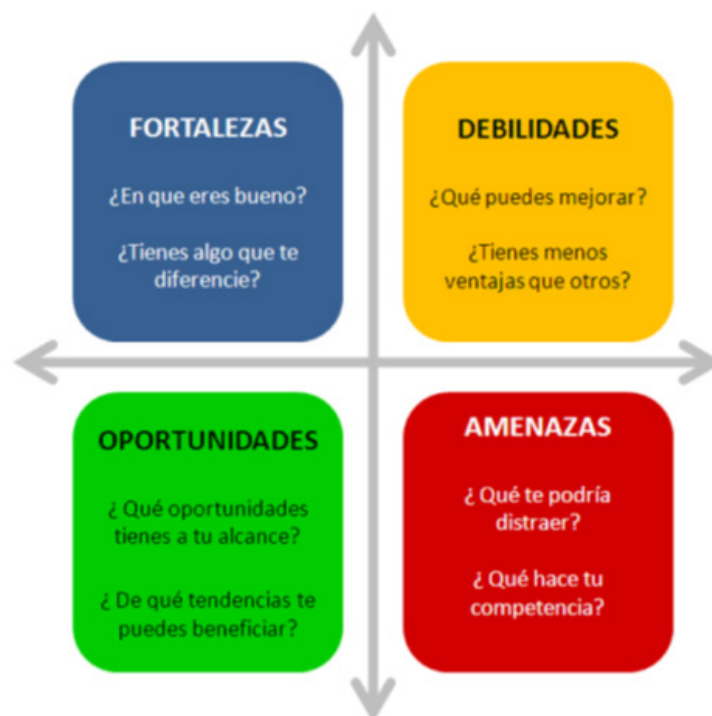 FORTALEZAS
¿En que eres bueno?
¿Tienes algo que te
diferencie?
DEBILIDADES
¿Qué puedes mejorar?
¿Tienes menos
ventajas que otros?
OPORTUNIDADES
¿ Qué oportunidades
tienes a tu alcance?
¿ De qué tendencias te
puedes beneficiar?
AMENAZAS
¿ Qué te podría
distraer?
¿ Qué hace tu
competencia?